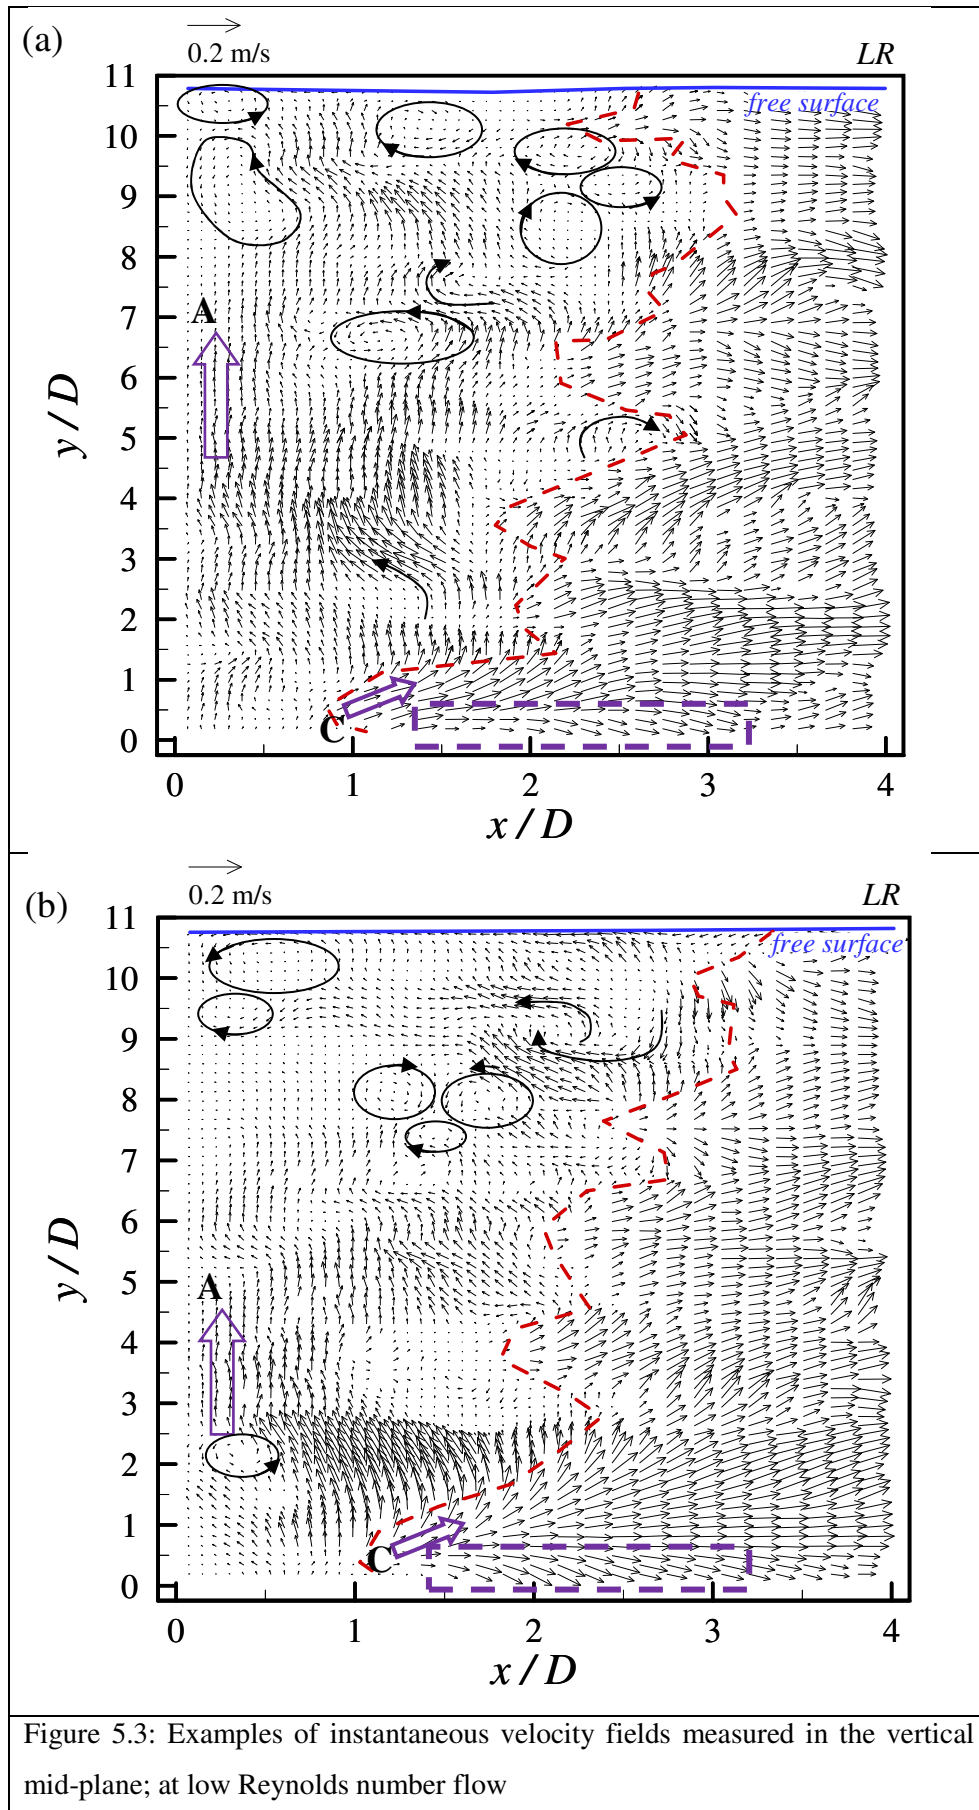 (a)
0.2 m/s
LR
11
free surface
10
9
8
A
7
6
y / D
5
4
3
2
1
C
0
0 1 2 3 4
x / D
(b)
0.2 m/s
LR
11
free surface
10
9
8
7
6
y / D
A
5
4
3
2
1
C
0
0 1 2 3 4
x / D
Figure 5.3: Examples of instantaneous velocity fields measured in the vertical
mid-plane; at low Reynolds number flow